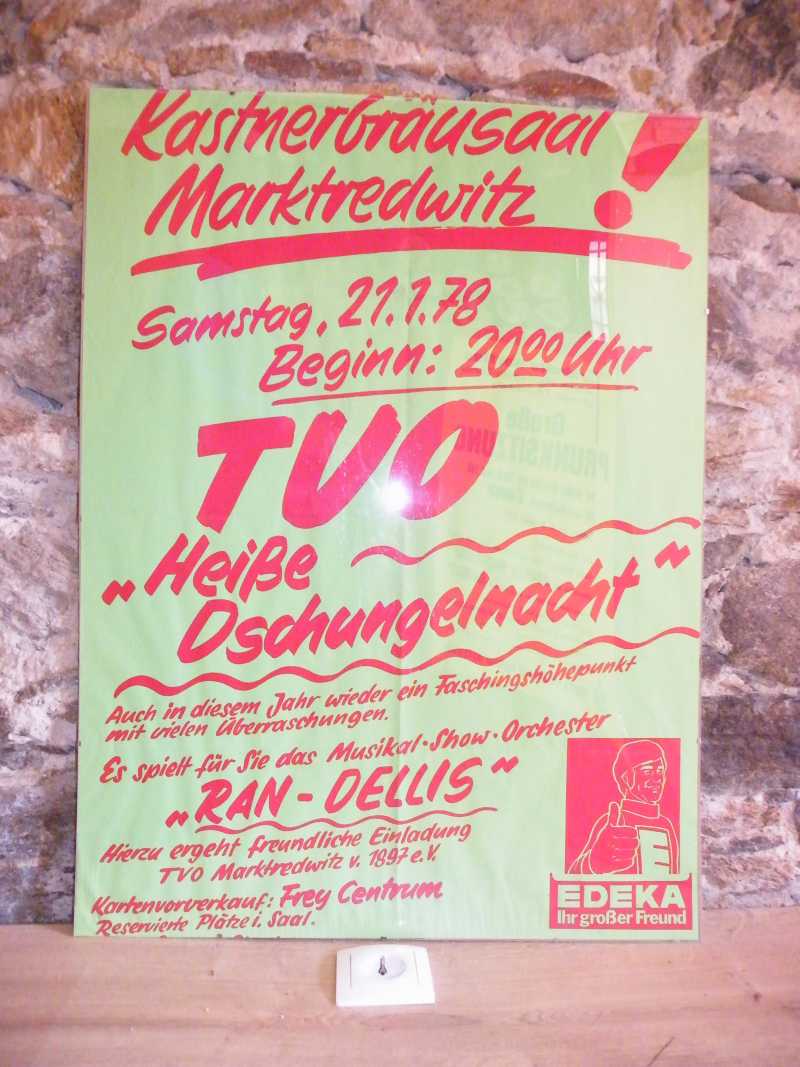 Kastnerbräusaal
Marktredwitz!
Samstag, 21.1.78
Beginn: 20⁰⁰ Uhr
TVO
„Heiße
Dschungelnacht"
Auch in diesem Jahr wieder ein Faschingshöhepunkt
mit vielen Überraschungen.
Es spielt für Sie das Musikal-Show-Orchester
„RAN-DELLIS"
Hierzu ergeht freundliche Einladung
TVO Marktredwitz v. 1897 e.V.
Kartenvorverkauf: Frey Centrum
Reservierte Plätze i. Saal.
E
EDEKA
Ihr großer Freund
Große
PRUNKSITZUNG